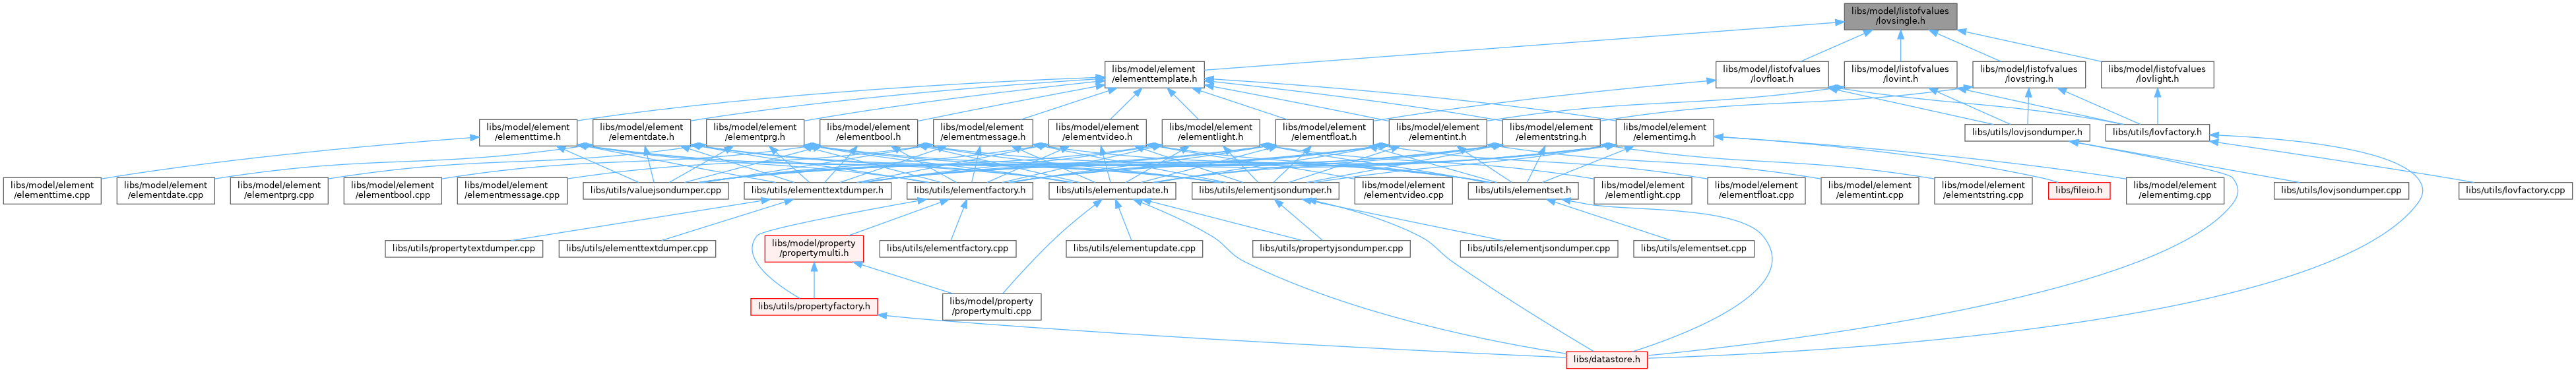 libs/model/listofvalues
/lovsingle.h
libs/model/element
/elementtemplate.h
libs/model/listofvalues
/lovfloat.h
libs/model/listofvalues
/lovint.h
libs/model/listofvalues
/lovstring.h
libs/model/listofvalues
/lovlight.h
libs/model/element
/elementtime.h
libs/model/element
/elementdate.h
libs/model/element
/elementprg.h
libs/model/element
/elementbool.h
libs/model/element
/elementmessage.h
libs/model/element
/elementvideo.h
libs/model/element
/elementlight.h
libs/model/element
/elementfloat.h
libs/model/element
/elementint.h
libs/model/element
/elementstring.h
libs/model/element
/elementimg.h
libs/utils/lovjsondumper.h
libs/utils/lovfactory.h
libs/model/element
/elementtime.cpp
libs/model/element
/elementdate.cpp
libs/model/element
/elementprg.cpp
libs/model/element
/elementbool.cpp
libs/model/element
/elementmessage.cpp
libs/utils/valuejsondumper.cpp
libs/utils/elementtextdumper.h
libs/utils/elementfactory.h
libs/utils/elementupdate.h
libs/utils/elementjsondumper.h
libs/model/element
/elementvideo.cpp
libs/utils/elementset.h
libs/model/element
/elementlight.cpp
libs/model/element
/elementfloat.cpp
libs/model/element
/elementint.cpp
libs/model/element
/elementstring.cpp
libs/fileio.h
libs/model/element
/elementimg.cpp
libs/utils/lovjsondumper.cpp
libs/utils/lovfactory.cpp
libs/utils/propertytextdumper.cpp
libs/utils/elementtextdumper.cpp
libs/model/property
/propertymulti.h
libs/utils/elementfactory.cpp
libs/utils/elementupdate.cpp
libs/utils/propertyjsondumper.cpp
libs/utils/elementjsondumper.cpp
libs/utils/elementset.cpp
libs/utils/propertyfactory.h
libs/model/property
/propertymulti.cpp
libs/datastore.h